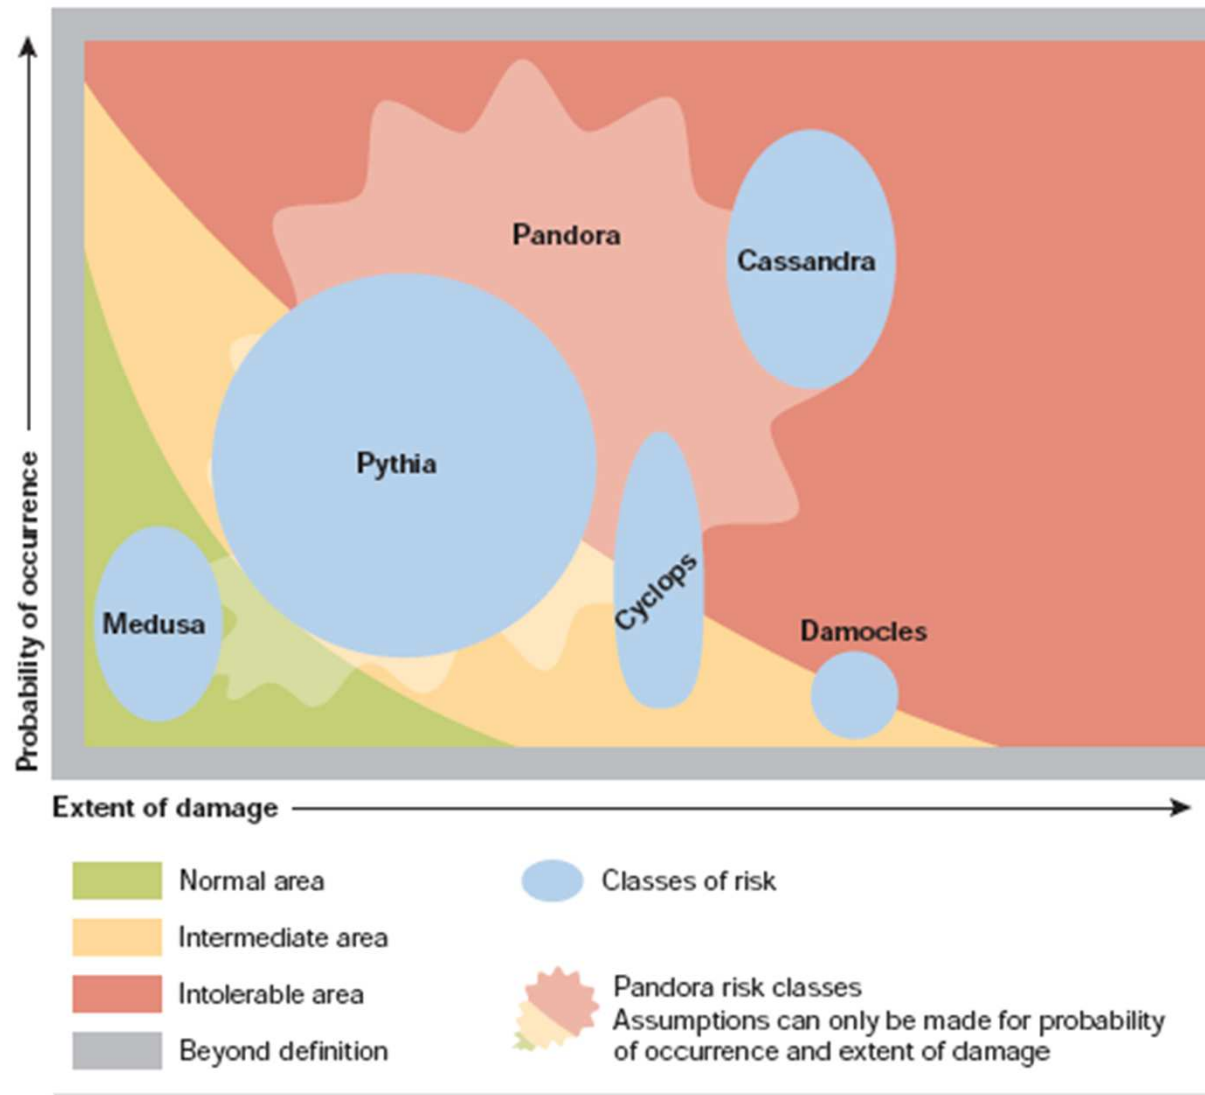 Probability of occurrence
Pandora
Cassandra
Pythia
Cyclops
Medusa
Damocles
Extent of damage
Normal area
Classes of risk
Intermediate area
Intolerable area
Pandora risk classes
Assumptions can only be made for probability
of occurrence and extent of damage
Beyond definition